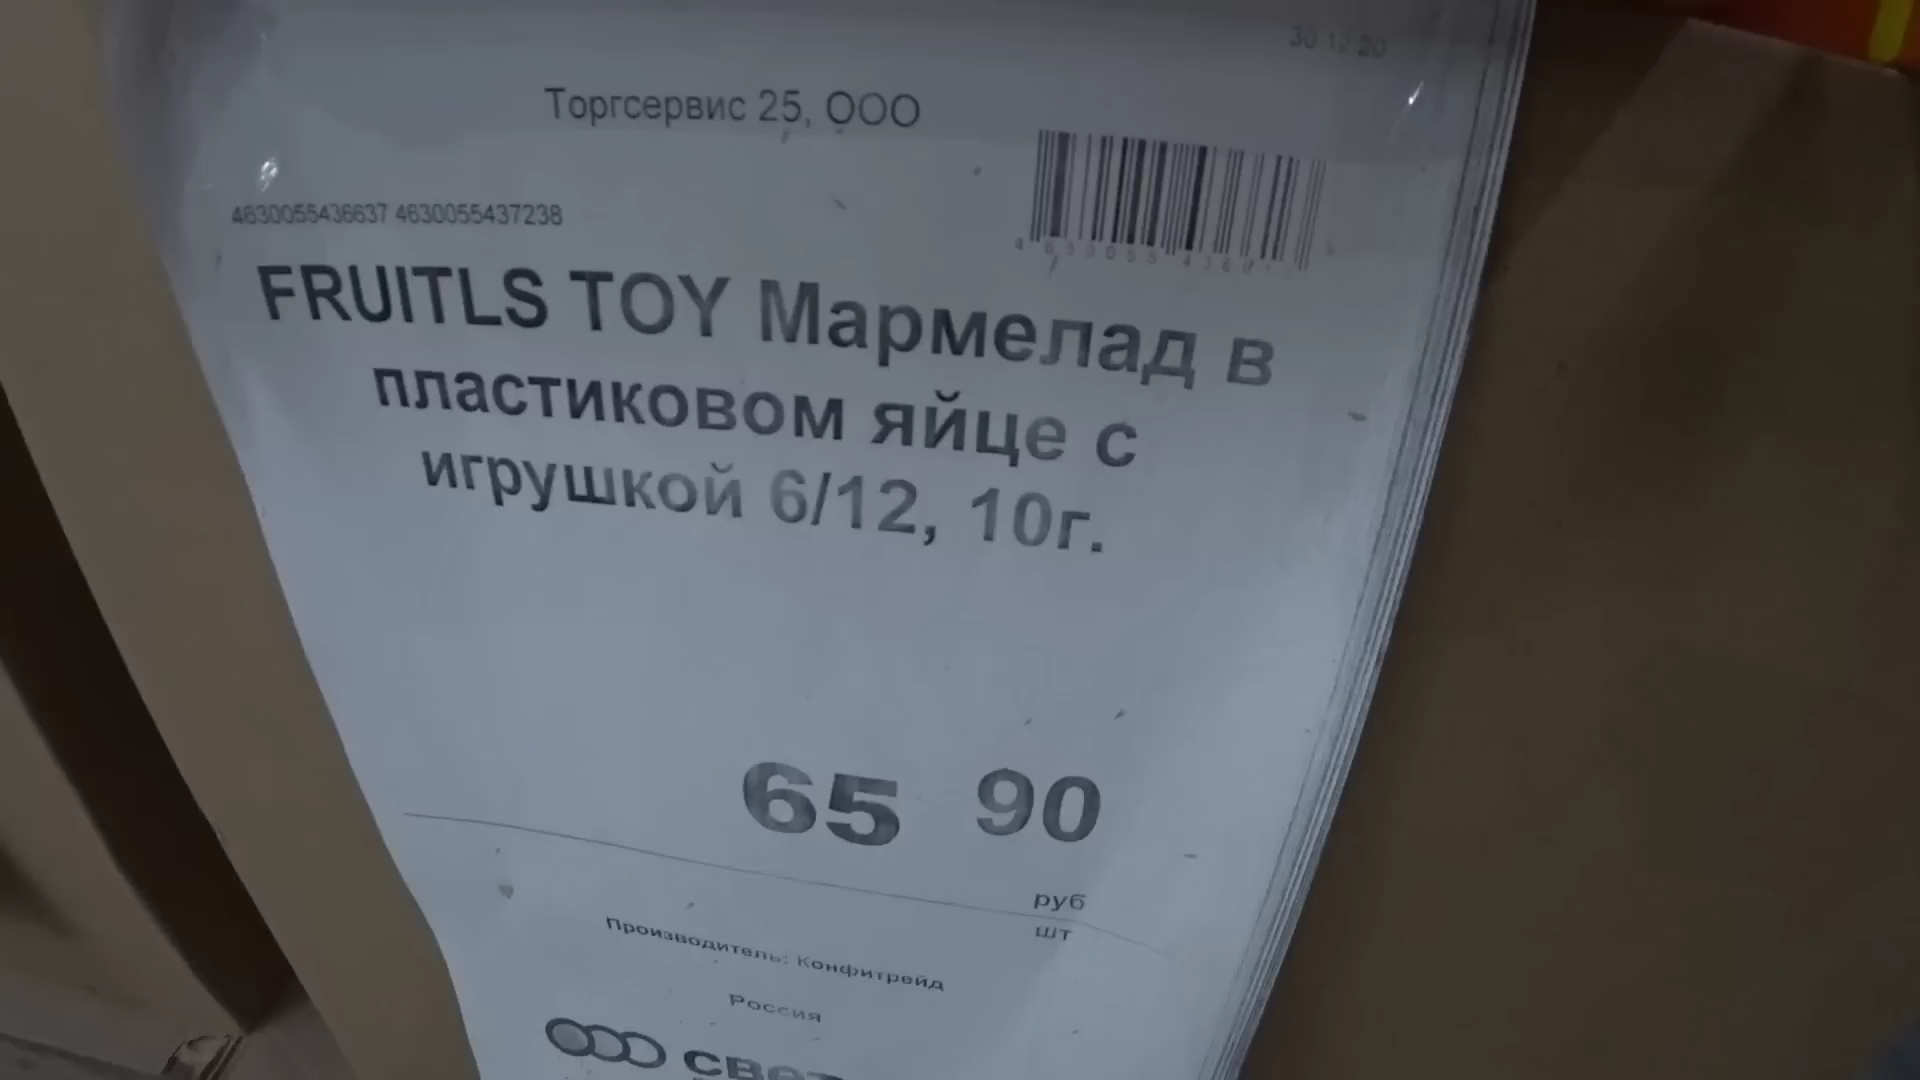 30.12.20
Торгсервис 25, ООО
4630055436637 4630055437238
FRUITLS TOY Мармелад в
пластиковом яйце с
игрушкой 6/12, 10г.
65 90
руб
шт
Производитель: Конфитрейд
Россия